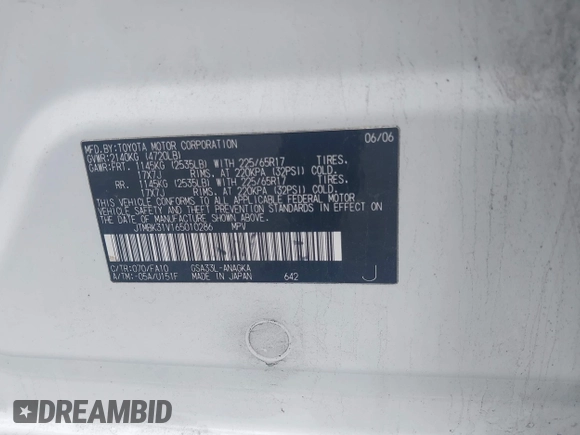 MFD.BY:TOYOTA MOTOR CORPORATION 06/06
GVWR:2140KG (4720LB)
GAWR:FRT. 1145KG (2535LB) WITH 225/65R17 TIRES.
17X7J RIMS. AT 220KPA (32PSI) COLD.
RR. 1145KG (2535LB) WITH 225/65R17 TIRES.
17X7J RIMS. AT 220KPA (32PSI) COLD.
THIS VEHICLE CONFORMS TO ALL APPLICABLE FEDERAL MOTOR
VEHICLE SAFETY AND THEFT PREVENTION STANDARDS IN EFFECT
ON THE DATE OF MANUFACTURE SHOWN ABOVE.
JTMBK31V165010286 MPV
C/TR:070/FA10 GSA33L-ANAGKA
A/TM:-05A/U151F MADE IN JAPAN 642 J
DREAMBID